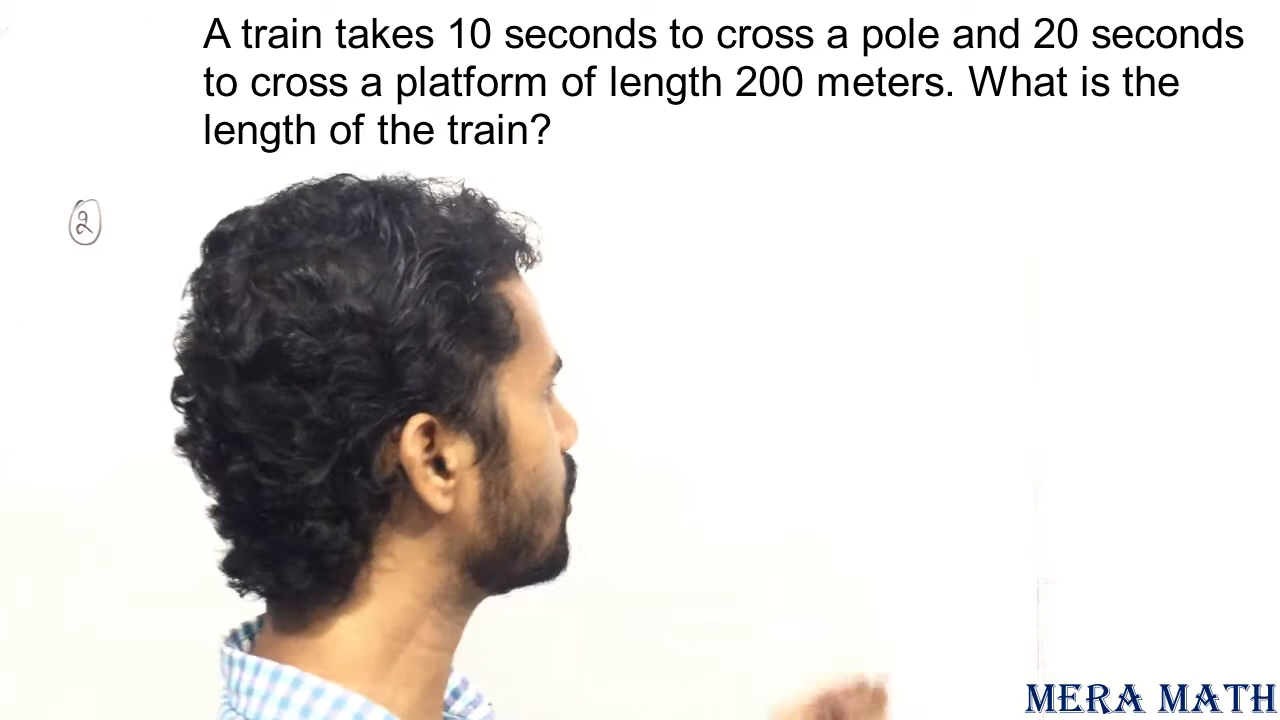 A train takes 10 seconds to cross a pole and 20 seconds
to cross a platform of length 200 meters. What is the
length of the train?
2
MERA MATH